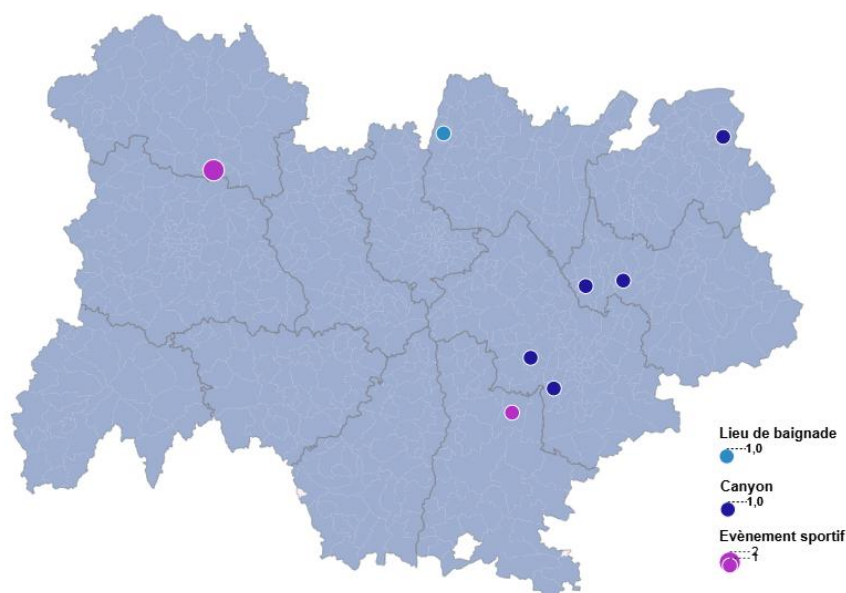 Lieu de baignade
1,0
Canyon
1,0
Evènement sportif
2
1